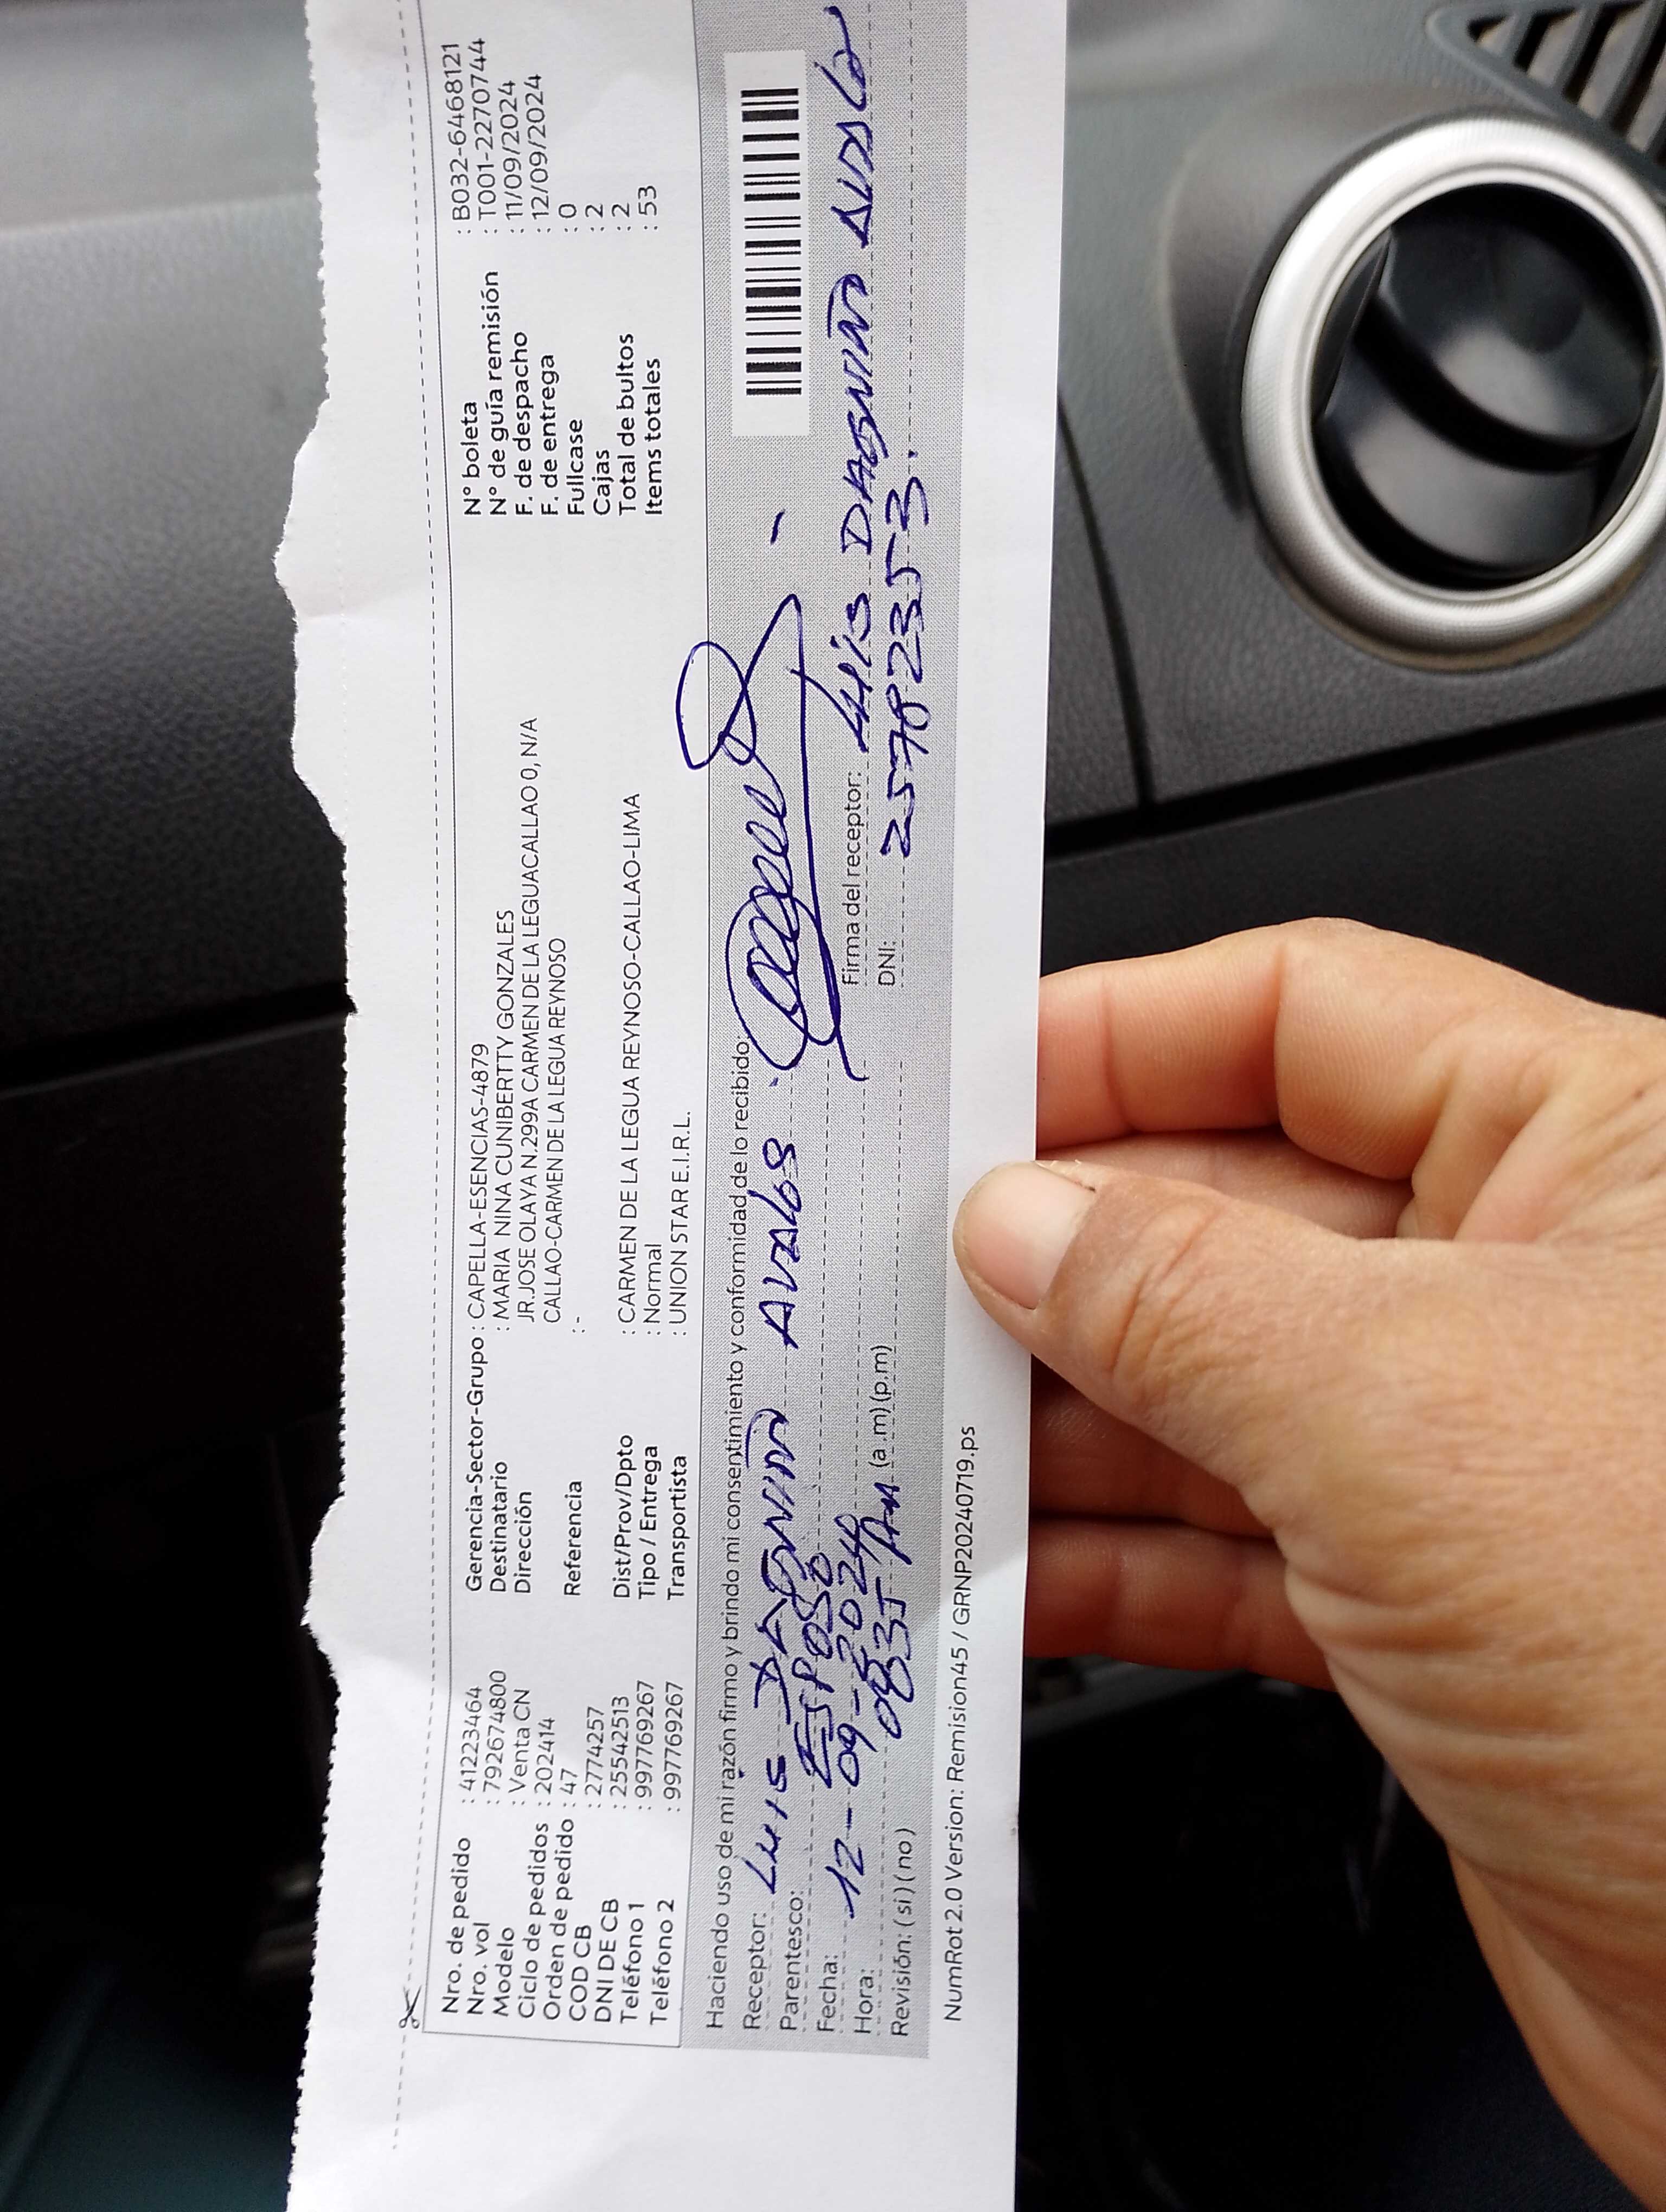 Nro. de pedido : 41223464
Nro. vol : 792674800
Modelo : Venta CN
Ciclo de pedidos : 202414
Orden de pedido : 47
COD CB : 2774257
DNI DE CB : 25542513
Teléfono 1 : 997769267
Teléfono 2 : 997769267
Gerencia-Sector-Grupo : CAPELLA-ESENCIAS-4879
Destinatario : MARIA NINA CUNIBERTTY GONZALES
Dirección JR.JOSE OLAYA N.299A CARMEN DE LA LEGUACALLAO 0, N/A
CALLAO-CARMEN DE LA LEGUA REYNOSO
Referencia : -
Dist/Prov/Dpto : CARMEN DE LA LEGUA REYNOSO-CALLAO-LIMA
Tipo / Entrega : Normal
Transportista : UNION STAR E.I.R.L.
N° boleta : B032-6468121
N° de guía remisión : T001-2270744
F. de despacho : 11/09/2024
F. de entrega : 12/09/2024
Fullcase : 0
Cajas : 2
Total de bultos : 2
Items totales : 53
Haciendo uso de mi razón firmo y brindo mi consentimiento y conformidad de lo recibido:
Receptor: LUIS DAGNINO AVALOS
Parentesco: ESPOSO
Fecha: 12-09-2024
Hora: 0835 AM (a.m) (p.m)
Revisión: ( si ) ( no )
Firma del receptor: LUIS DAGNINO AVALO
DNI: 25782353
NumRot 2.0 Version: Remision45 / GRNP20240719.ps